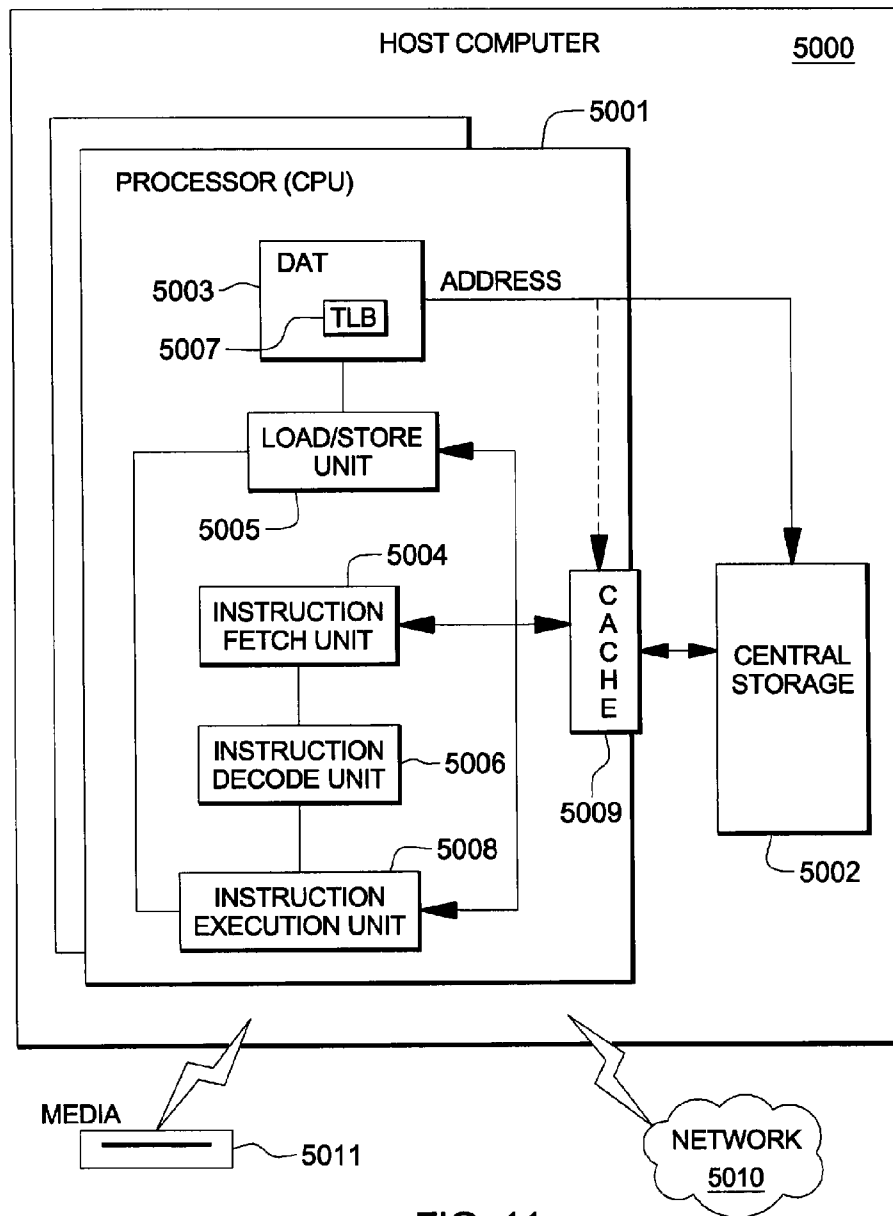 HOST COMPUTER
5000
5001
PROCESSOR (CPU)
DAT
5003
TLB
5007
ADDRESS
LOAD/STORE
UNIT
5005
5004
INSTRUCTION
FETCH UNIT
CACHE
5009
CENTRAL
STORAGE
5002
INSTRUCTION
DECODE UNIT
5006
5008
INSTRUCTION
EXECUTION UNIT
MEDIA
5011
NETWORK
5010